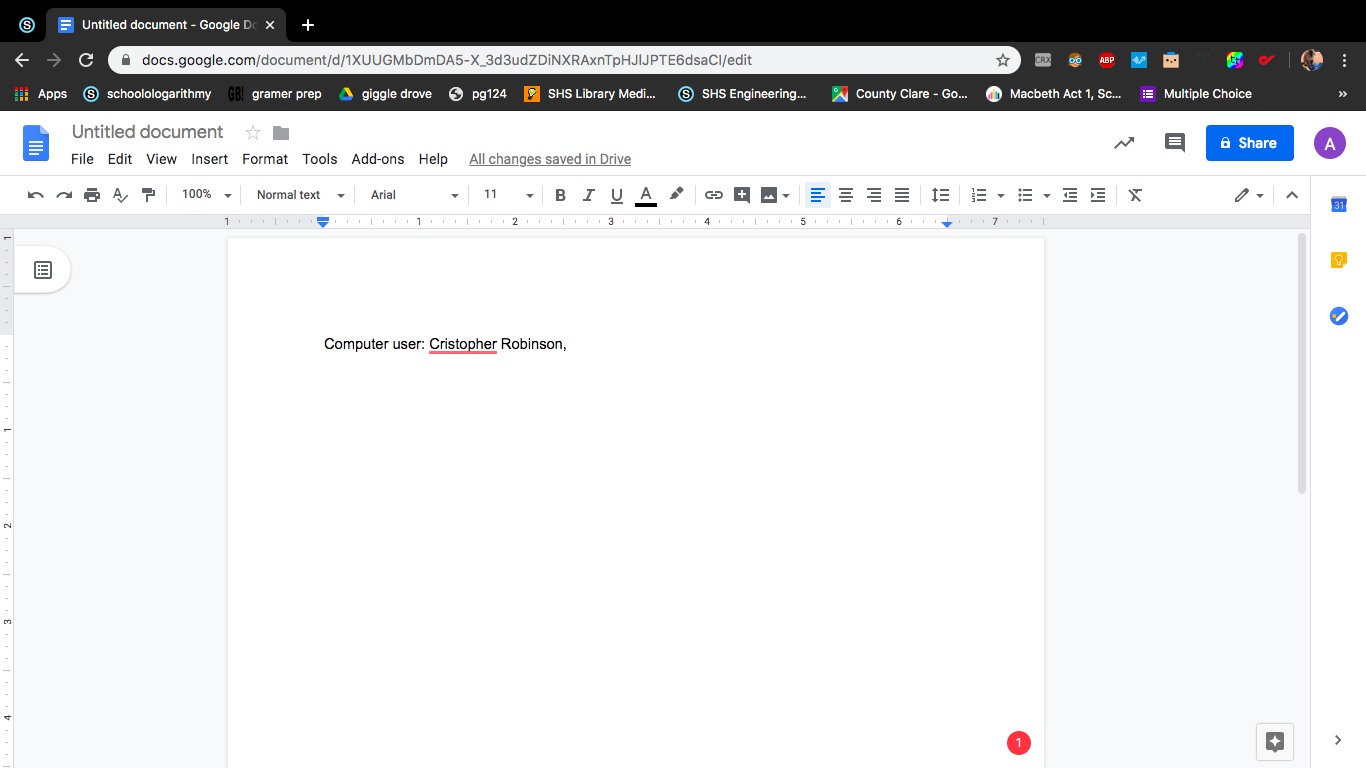 Untitled document - Google Do
docs.google.com/document/d/1XUUGMbDmDA5-X_3d3udZDiNXRAxnTpHJlJPTE6dsaCI/edit
CRX ABP
Apps schoolologarithmy GB! gramer prep giggle drove pg124 SHS Library Medi... SHS Engineering... County Clare - Go... Macbeth Act 1, Sc... Multiple Choice »
Untitled document
File Edit View Insert Format Tools Add-ons Help All changes saved in Drive
Share
A
100% Normal text Arial 11 B I U A
31
1 1 2 3 4 5 6 7
1
Computer user: Cristopher Robinson,
1
2
3
4
1